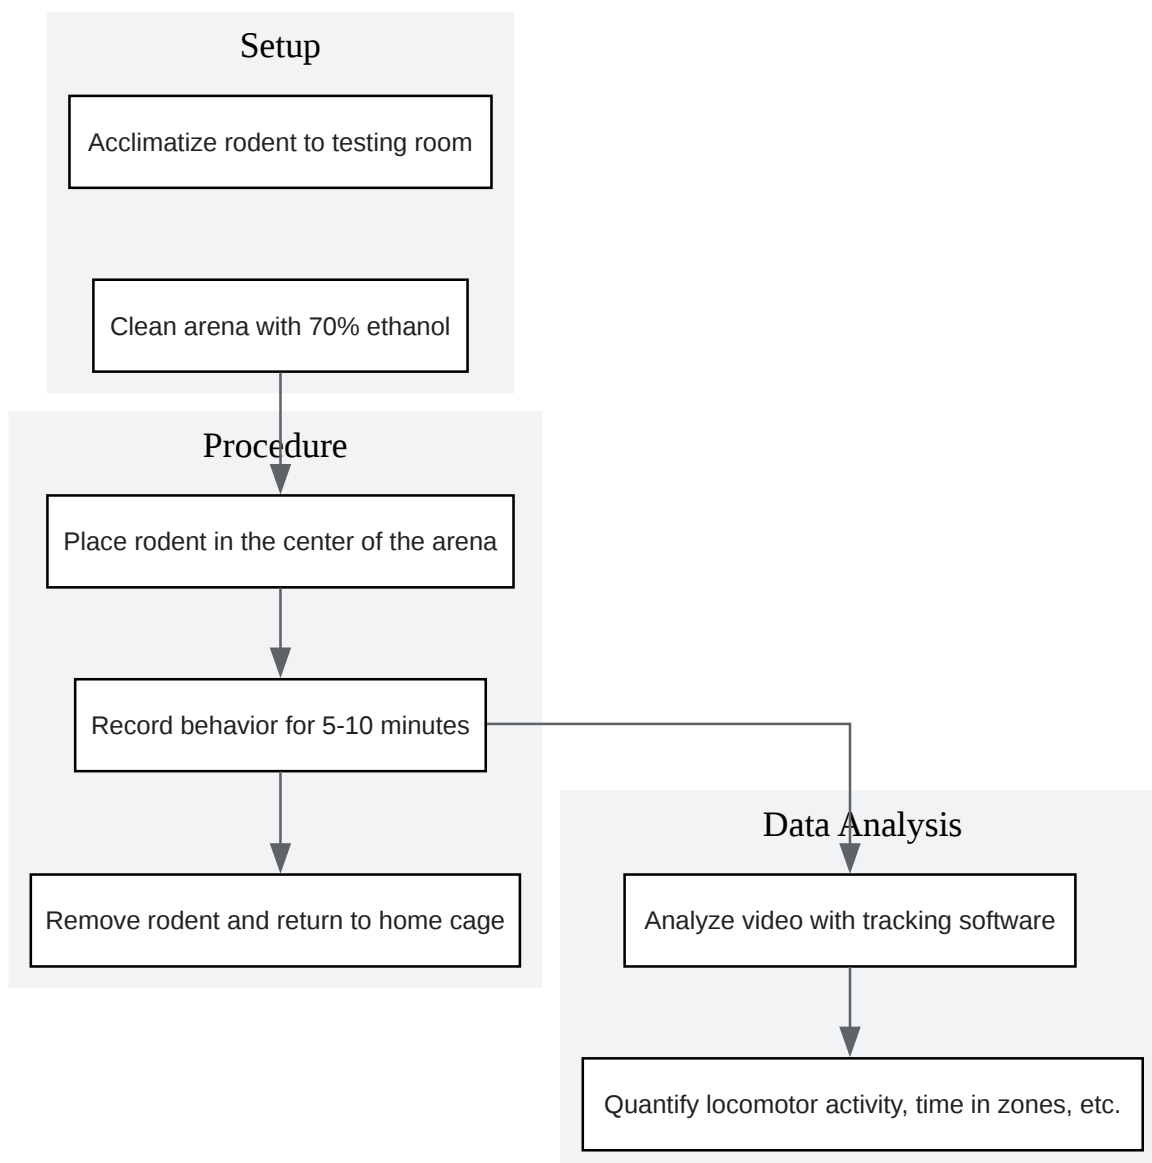 Setup
Acclimatize rodent to testing room
Clean arena with 70% ethanol
Procedure
Place rodent in the center of the arena
Record behavior for 5-10 minutes
Remove rodent and return to home cage
Data Analysis
Analyze video with tracking software
Quantify locomotor activity, time in zones, etc.